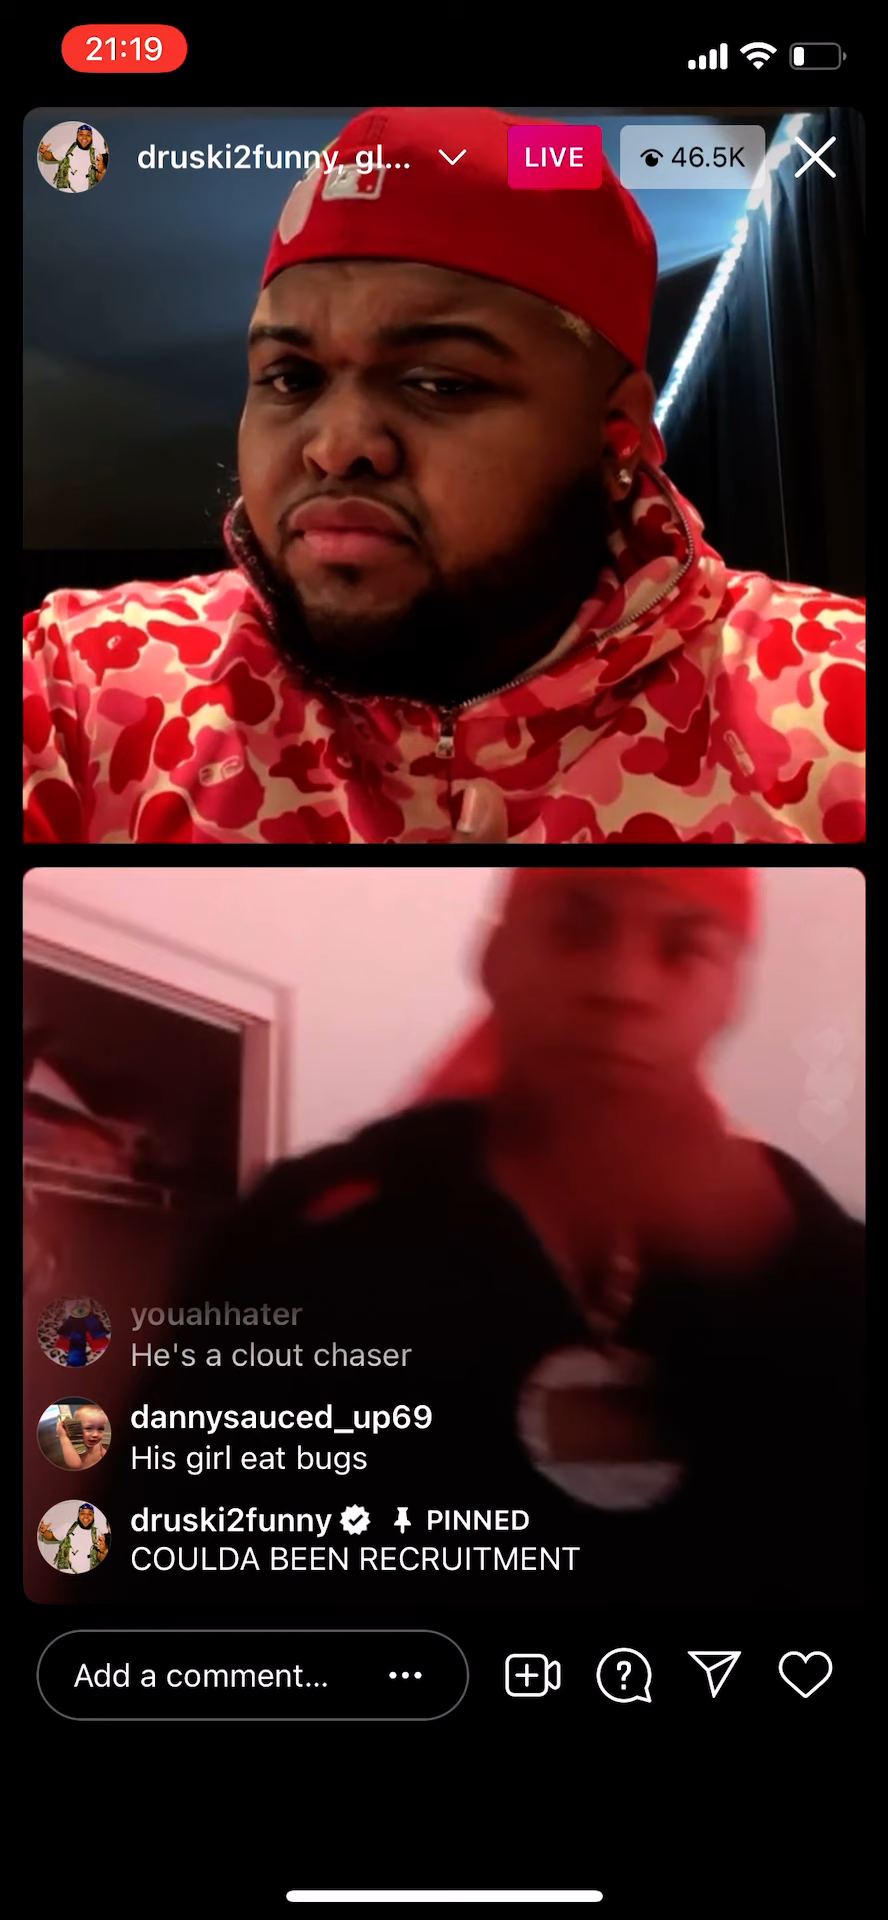 21:19
druski2funny, gl...
LIVE
46.5K
youahhater
He's a clout chaser
dannysauced_up69
His girl eat bugs
druski2funny PINNED
COULDA BEEN RECRUITMENT
Add a comment...